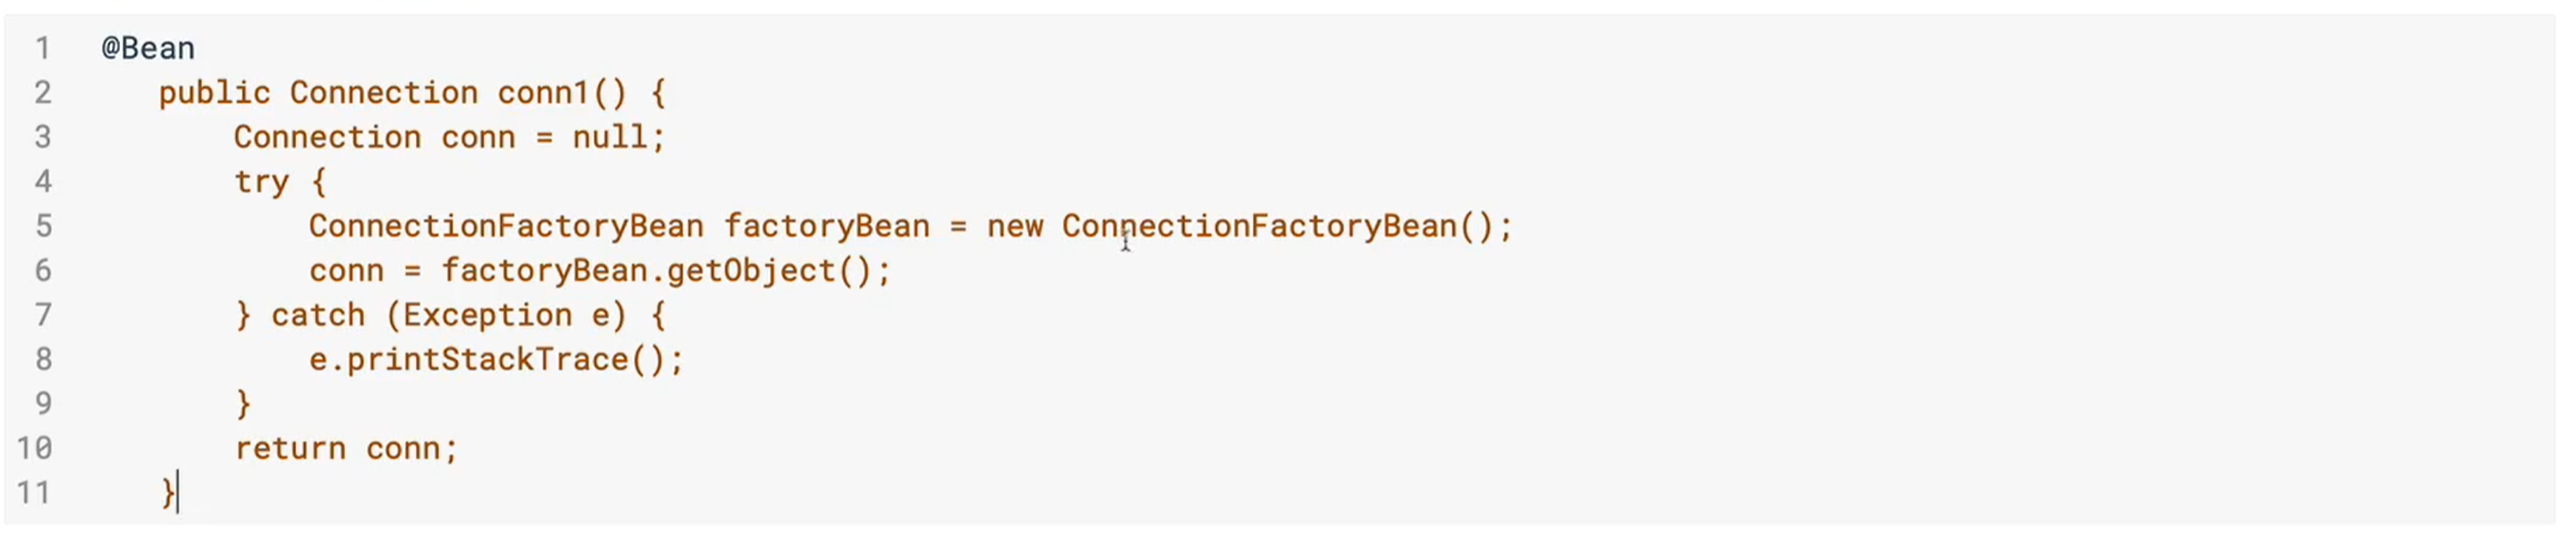 1 @Bean
2 public Connection conn1() {
3 Connection conn = null;
4 try {
5 ConnectionFactoryBean factoryBean = new ConnectionFactoryBean();
6 conn = factoryBean.getObject();
7 } catch (Exception e) {
8 e.printStackTrace();
9 }
10 return conn;
11 }